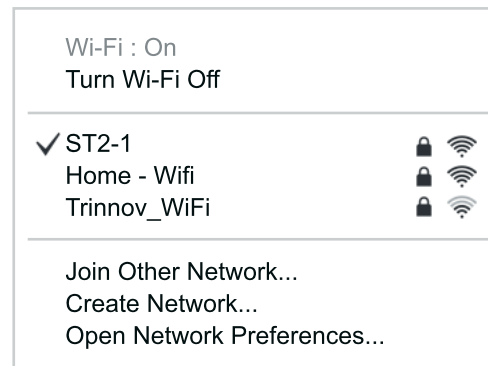 Wi-Fi : On
Turn Wi-Fi Off
ST2-1
Home - Wifi
Trinnov_WiFi
Join Other Network...
Create Network...
Open Network Preferences...